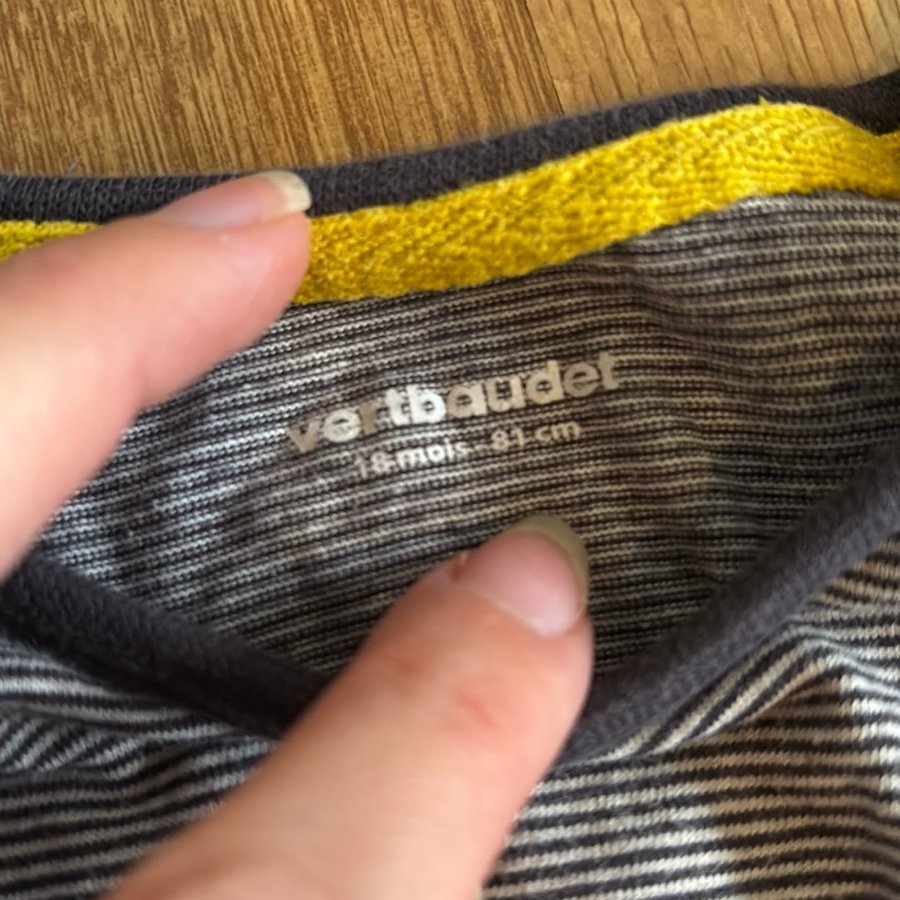 vertbaudet
18 mois - 81 cm